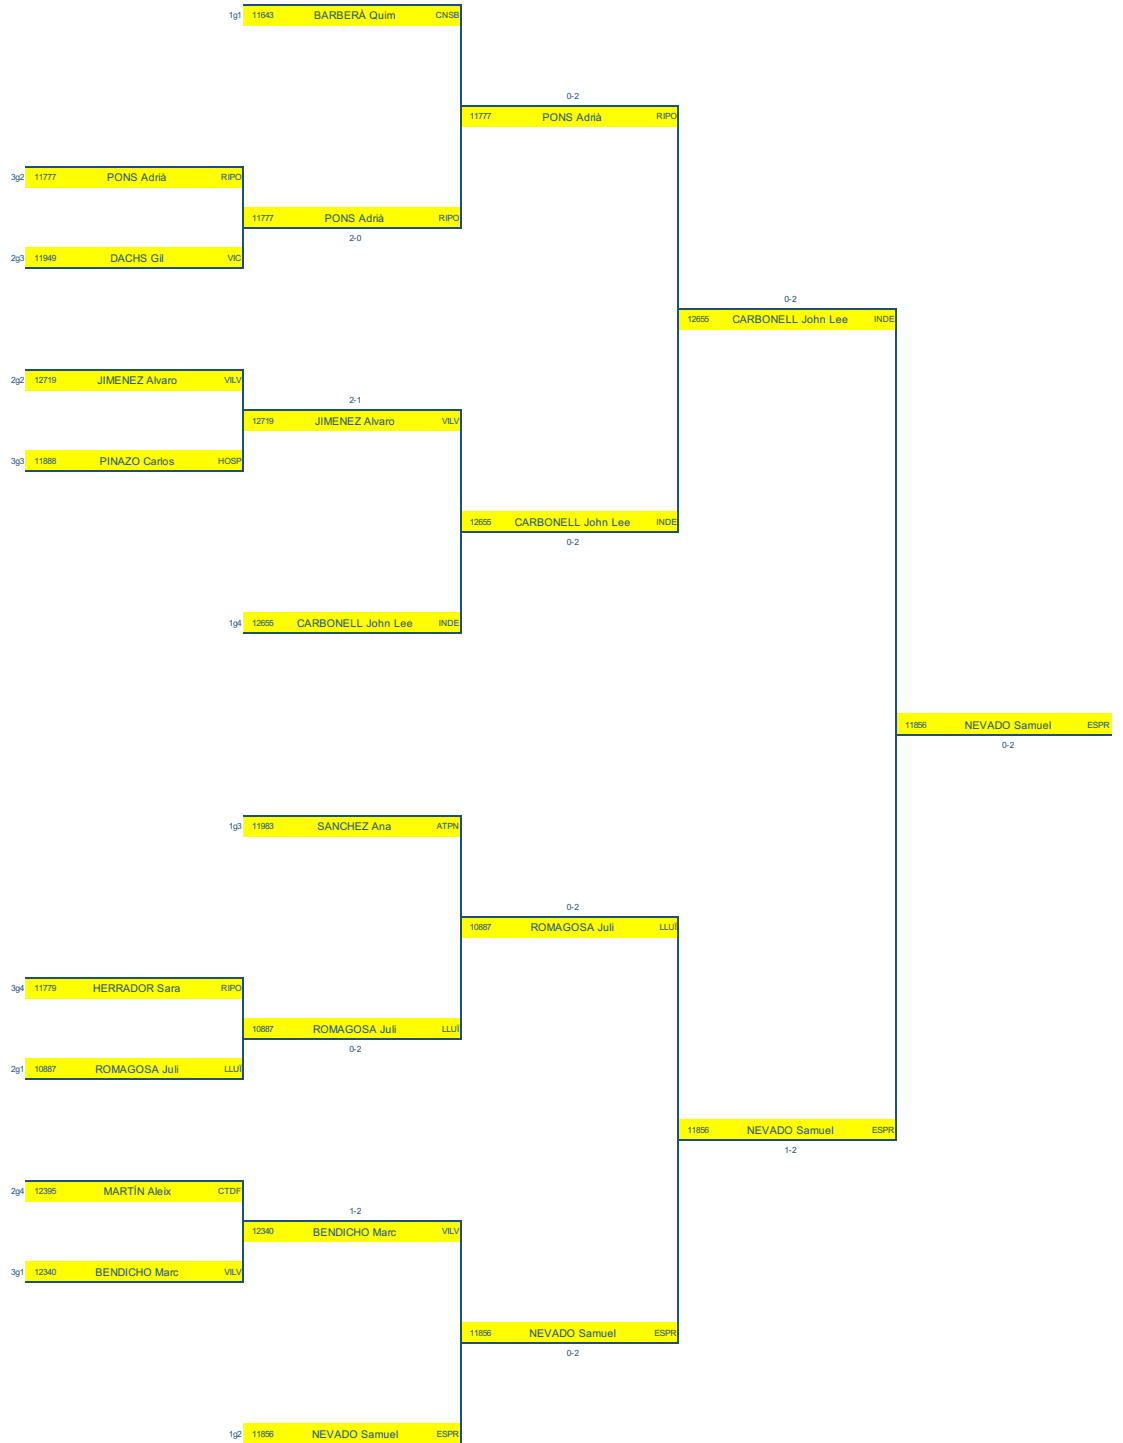 1g1 11643 BARBERÀ Quim CNSB
0-2
11777 PONS Adrià RIPO
3g2 11777 PONS Adrià RIPO
11777 PONS Adrià RIPO
2-0
2g3 11949 DACHS Gil VIC
0-2
12655 CARBONELL John Lee INDE
2g2 12719 JIMENEZ Alvaro VILV
2-1
12719 JIMENEZ Alvaro VILV
3g3 11888 PINAZO Carlos HOSP
12655 CARBONELL John Lee INDE
0-2
1g4 12655 CARBONELL John Lee INDE
11856 NEVADO Samuel ESPR
0-2
1g3 11983 SANCHEZ Ana ATPN
0-2
10887 ROMAGOSA Juli LLUÏ
3g4 11779 HERRADOR Sara RIPO
10887 ROMAGOSA Juli LLUÏ
0-2
2g1 10887 ROMAGOSA Juli LLUÏ
11856 NEVADO Samuel ESPR
1-2
2g4 12395 MARTÍN Aleix CTDF
1-2
12340 BENDICHO Marc VILV
3g1 12340 BENDICHO Marc VILV
11856 NEVADO Samuel ESPR
0-2
1g2 11856 NEVADO Samuel ESPR